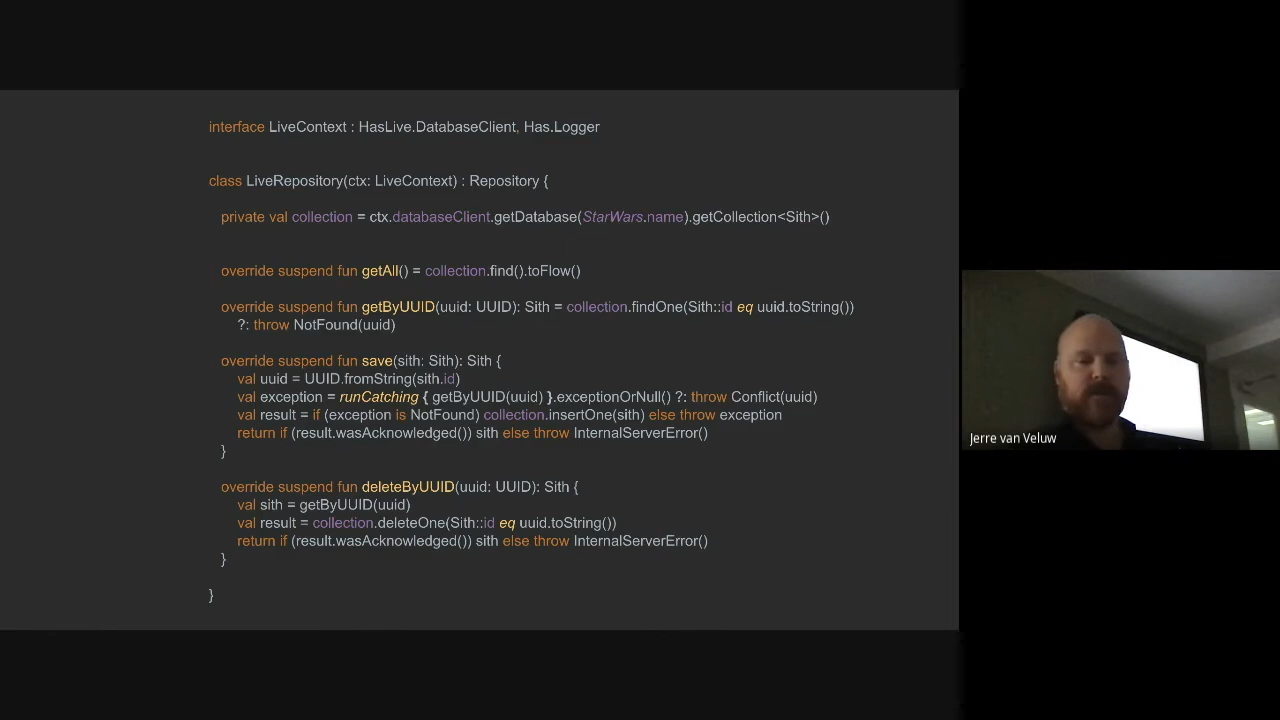 interface LiveContext : HasLive.DatabaseClient, Has.Logger
class LiveRepository(ctx: LiveContext) : Repository {
private val collection = ctx.databaseClient.getDatabase(StarWars.name).getCollection<Sith>()
override suspend fun getAll() = collection.find().toFlow()
override suspend fun getByUUID(uuid: UUID): Sith = collection.findOne(Sith::id eq uuid.toString())
?: throw NotFound(uuid)
override suspend fun save(sith: Sith): Sith {
val uuid = UUID.fromString(sith.id)
val exception = runCatching { getByUUID(uuid) }.exceptionOrNull() ?: throw Conflict(uuid)
val result = if (exception is NotFound) collection.insertOne(sith) else throw exception
return if (result.wasAcknowledged()) sith else throw InternalServerError()
}
override suspend fun deleteByUUID(uuid: UUID): Sith {
val sith = getByUUID(uuid)
val result = collection.deleteOne(Sith::id eq uuid.toString())
return if (result.wasAcknowledged()) sith else throw InternalServerError()
}
}
Jerre van Veluw